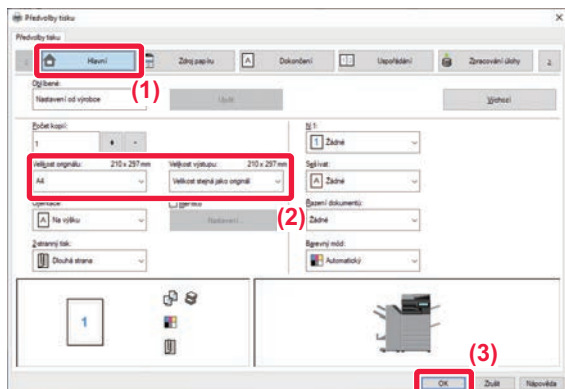 Předvolby tisku
Předvolby tisku
Hlavní
Zdroj papíru
Dokončení
Uspořádání
Zpracování úlohy
(1)
Oblíbené:
Nastavení od výrobce
Uložit
Výchozí
Počet kopií:
1
+ -
N-1:
1 Žádné
Velikost originálu: 210 x 297 mm
Velikost výstupu: 210 x 297 mm
A4
Velikost stejná jako originál
Sešívat:
A Žádné
(2)
Orientace:
A Na výšku
Měřítko
Nastavení...
Řazení dokumentů:
Žádné
2stranný tisk:
Dlouhá strana
Barevný mód:
Automatický
1
(3)
OK
Zrušit
Nápověda